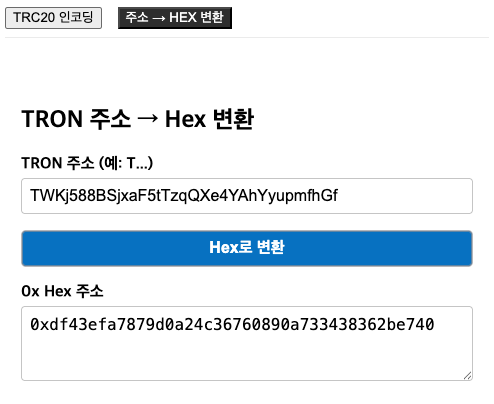 TRC20 인코딩
주소 → HEX 변환
TRON 주소 → Hex 변환
TRON 주소 (예: T...)
TWKj588BSjxaF5tTzqQXe4YAhYyupmfhGf
Hex로 변환
0x Hex 주소
0xdf43efa7879d0a24c36760890a733438362be740